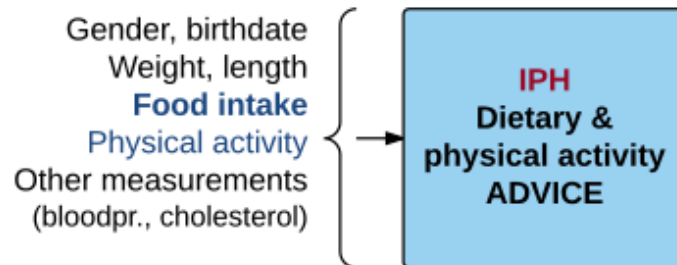 Gender, birthdate
Weight, length
Food intake
Physical activity
Other measurements
(bloodpr., cholesterol)
IPH
Dietary &
physical activity
ADVICE